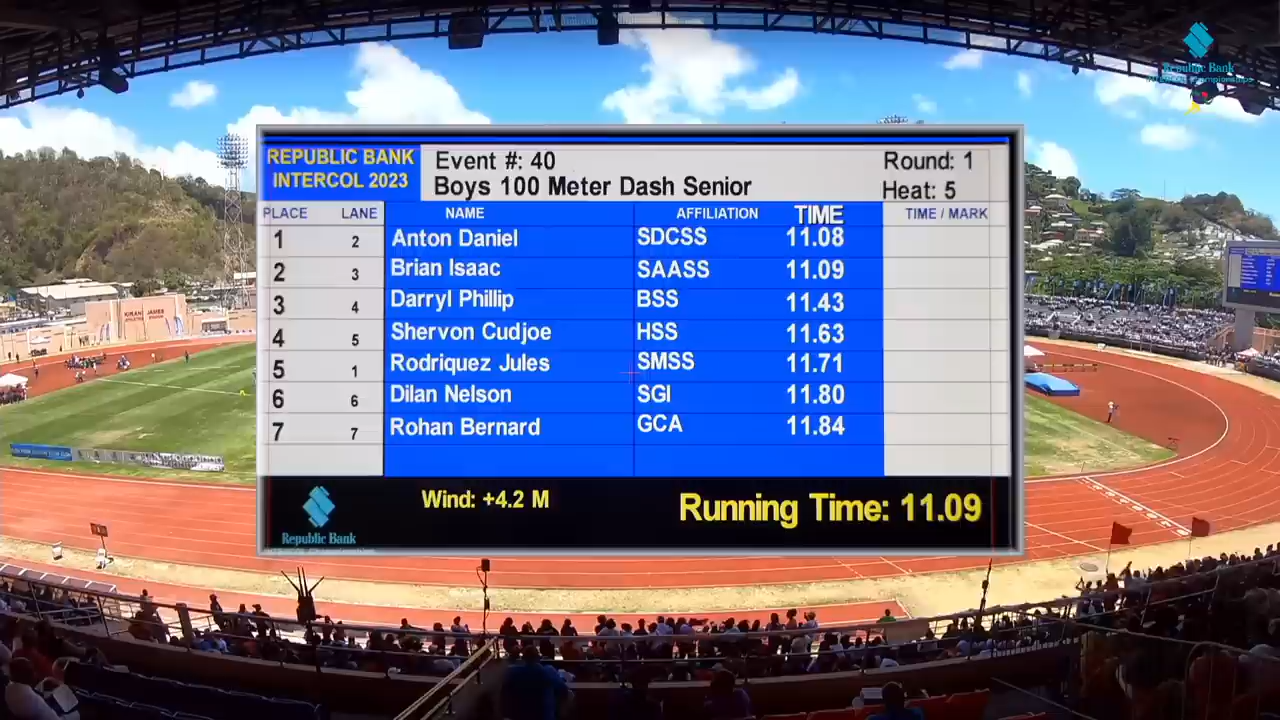 Republic Bank
REPUBLIC BANK
INTERCOL 2023
Event #: 40
Boys 100 Meter Dash Senior
Round: 1
Heat: 5
PLACE LANE NAME AFFILIATION TIME TIME / MARK
1 2 Anton Daniel SDCSS 11.08
2 3 Brian Isaac SAASS 11.09
3 4 Darryl Phillip BSS 11.43
4 5 Shervon Cudjoe HSS 11.63
5 1 Rodriquez Jules SMSS 11.71
6 6 Dilan Nelson SGI 11.80
7 7 Rohan Bernard GCA 11.84
Wind: +4.2 M
Running Time: 11.09
Republic Bank
KIRANI JAMES